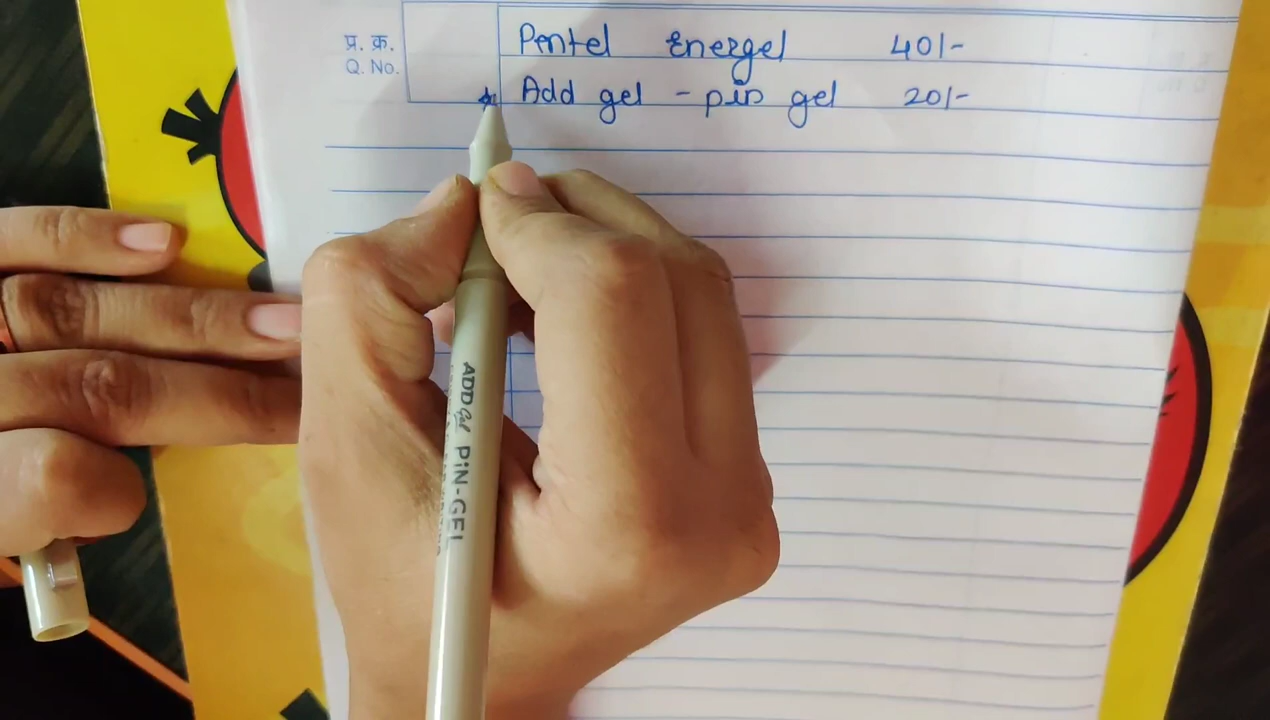 प्र. क्र.
Q. No.
Pentel Energel 40/-
Add gel - pin gel 20/-
ADD Gel PiN-GEL